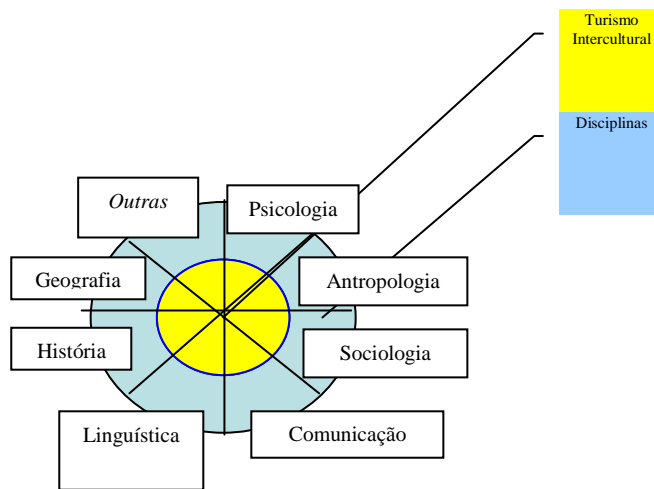 Turismo
Intercultural
Disciplinas
Outras
Psicologia
Geografia
Antropologia
História
Sociologia
Linguística
Comunicação